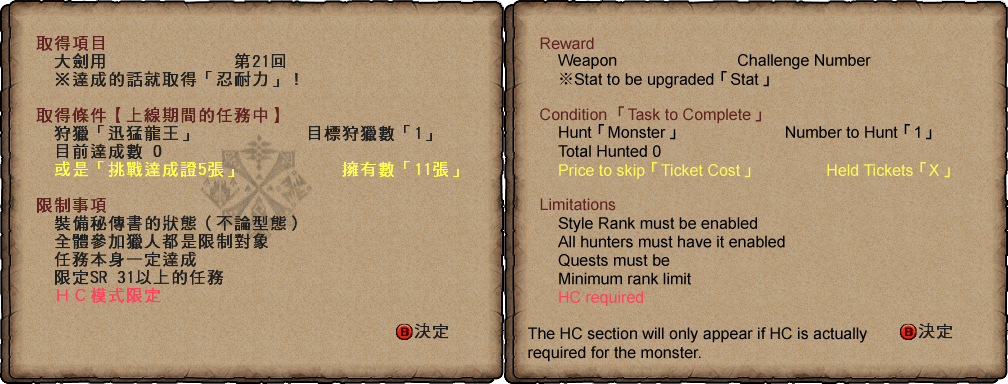 取得項目
大劍用 第21回
※達成的話就取得「忍耐力」！
取得條件【上線期間的任務中】
狩獵「迅猛龍王」 目標狩獵數「1」
目前達成數 0
或是「挑戰達成證5張」 擁有數「11張」
限制事項
裝備秘傳書的狀態（不論型態）
全體參加獵人都是限制對象
任務本身一定達成
限定SR 31以上的任務
ＨＣ模式限定
B決定
Reward
Weapon Challenge Number
※Stat to be upgraded「Stat」
Condition 「Task to Complete」
Hunt「Monster」 Number to Hunt「1」
Total Hunted 0
Price to skip「Ticket Cost」 Held Tickets「X」
Limitations
Style Rank must be enabled
All hunters must have it enabled
Quests must be
Minimum rank limit
HC required
The HC section will only appear if HC is actually
required for the monster.
B決定